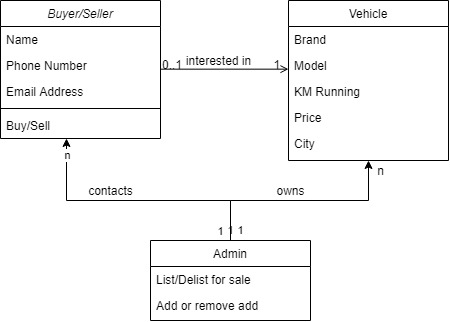 Buyer/Seller
Name
Phone Number
Email Address
Buy/Sell
Vehicle
Brand
Model
KM Running
Price
City
0..1 interested in 1
n
n
contacts
owns
1 1 1
Admin
List/Delist for sale
Add or remove add